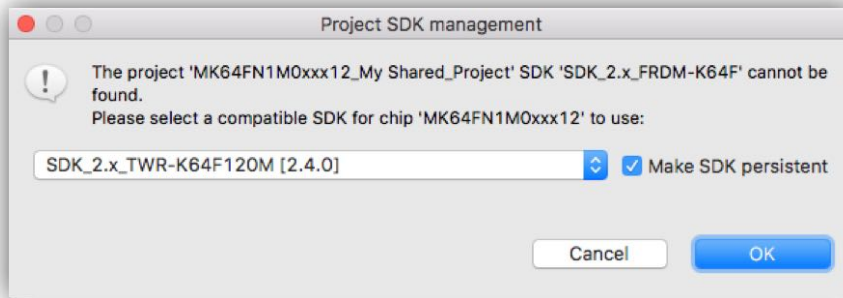 Project SDK management
The project 'MK64FN1M0xxx12_My Shared_Project' SDK 'SDK_2.x_FRDM-K64F' cannot be
found.
Please select a compatible SDK for chip 'MK64FN1M0xxx12' to use:
SDK_2.x_TWR-K64F120M [2.4.0]
Make SDK persistent
Cancel
OK